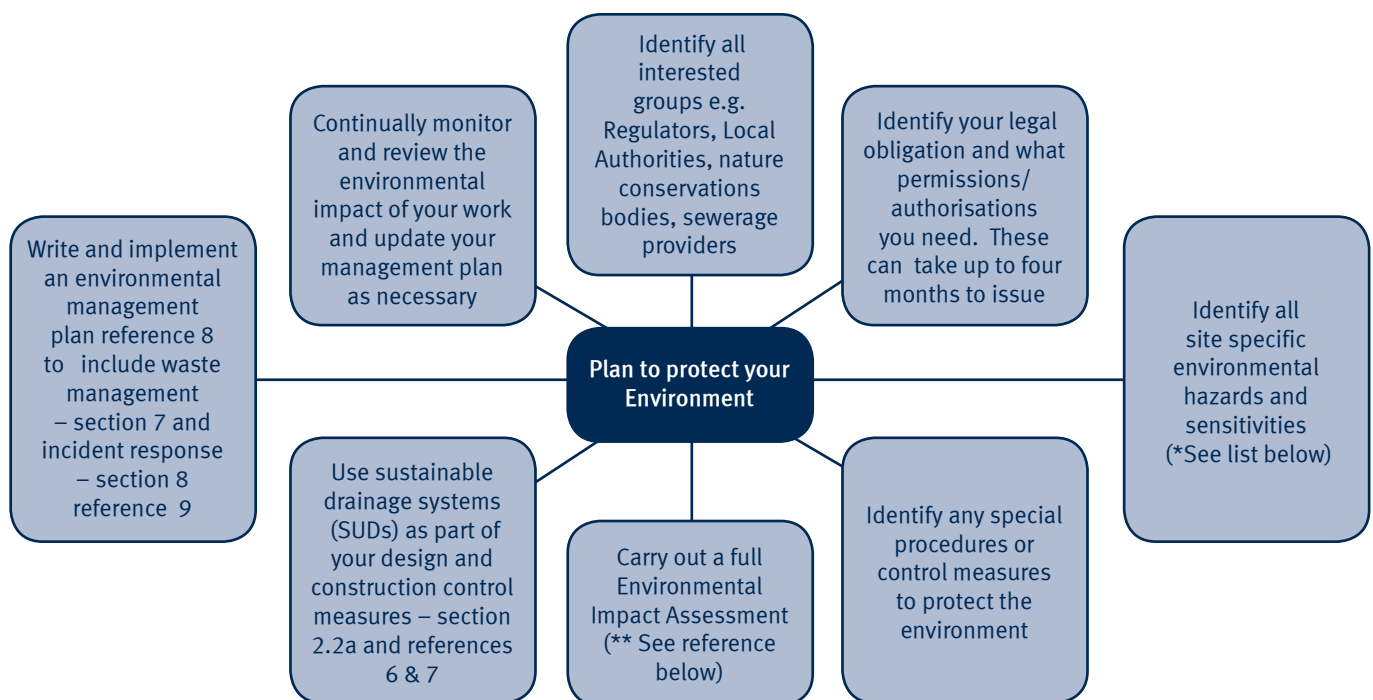 Identify all
interested
groups e.g.
Regulators, Local
Authorities, nature
conservations
bodies, sewerage
providers
Continually monitor
and review the
environmental
impact of your work
and update your
management plan
as necessary
Identify your legal
obligation and what
permissions/
authorisations
you need. These
can take up to four
months to issue
Write and implement
an environmental
management
plan reference 8
to include waste
management
– section 7 and
incident response
– section 8
reference 9
Plan to protect your
Environment
Identify all
site specific
environmental
hazards and
sensitivities
(*See list below)
Use sustainable
drainage systems
(SUDs) as part of
your design and
construction control
measures – section
2.2a and references
6 & 7
Carry out a full
Environmental
Impact Assessment
(** See reference
below)
Identify any special
procedures or
control measures
to protect the
environment